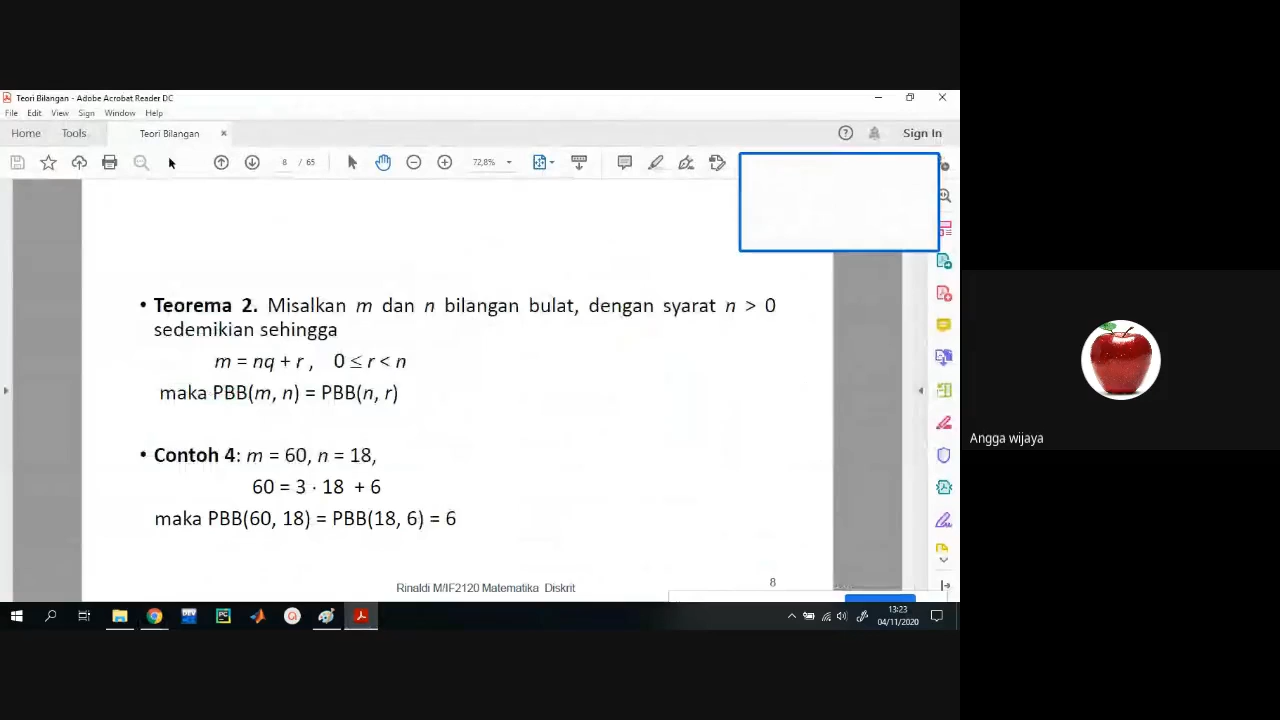 Teori Bilangan - Adobe Acrobat Reader DC
File Edit View Sign Window Help
Home Tools Teori Bilangan × Sign In
8 / 65 72,8%
• Teorema 2. Misalkan m dan n bilangan bulat, dengan syarat n > 0
sedemikian sehingga
m = nq + r , 0 ≤ r < n
maka PBB(m, n) = PBB(n, r)
Angga wijaya
• Contoh 4: m = 60, n = 18,
60 = 3 ⋅ 18 + 6
maka PBB(60, 18) = PBB(18, 6) = 6
Rinaldi M/IF2120 Matematika Diskrit 8
DEV PC
13:23
04/11/2020